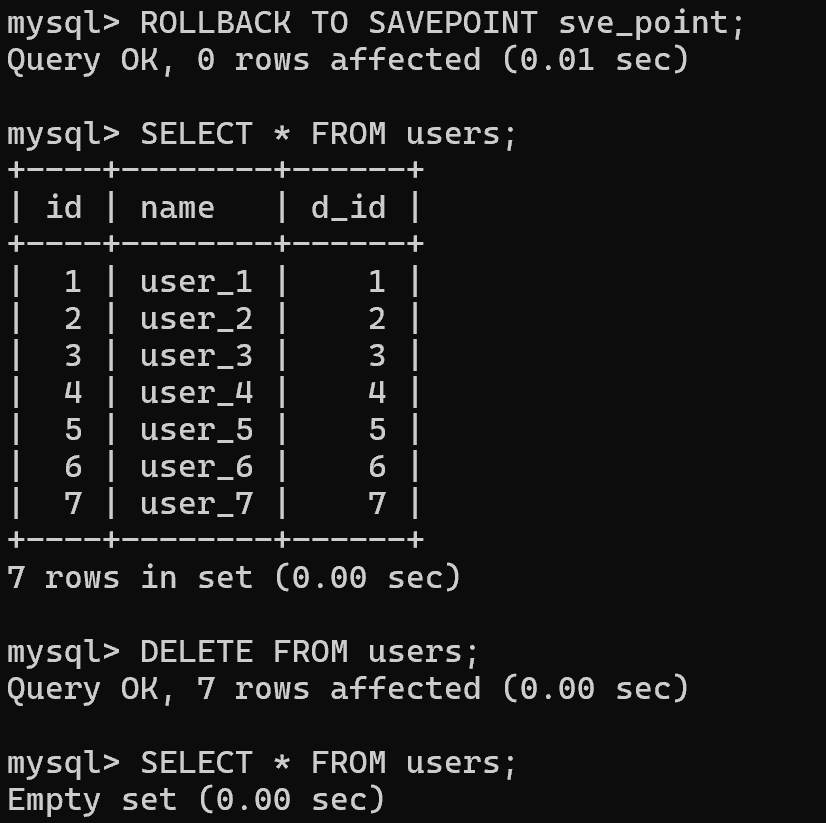 mysql> ROLLBACK TO SAVEPOINT sve_point;
Query OK, 0 rows affected (0.01 sec)

mysql> SELECT * FROM users;
+----+--------+------+
| id | name   | d_id |
+----+--------+------+
|  1 | user_1 |    1 |
|  2 | user_2 |    2 |
|  3 | user_3 |    3 |
|  4 | user_4 |    4 |
|  5 | user_5 |    5 |
|  6 | user_6 |    6 |
|  7 | user_7 |    7 |
+----+--------+------+
7 rows in set (0.00 sec)

mysql> DELETE FROM users;
Query OK, 7 rows affected (0.00 sec)

mysql> SELECT * FROM users;
Empty set (0.00 sec)